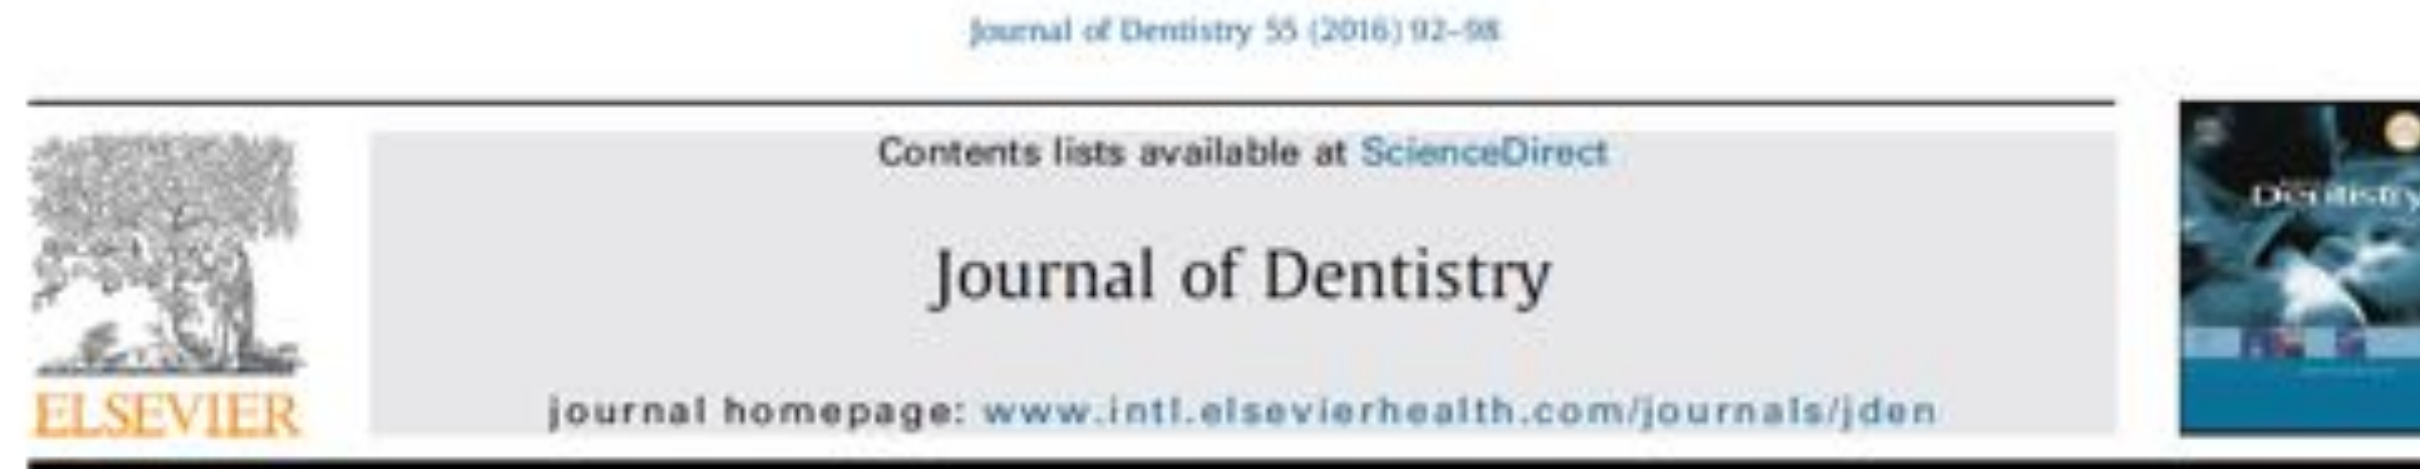 Journal of Dentistry 55 (2016) 92–98
Contents lists available at ScienceDirect
Journal of Dentistry
journal homepage: www.intl.elsevierhealth.com/journals/jden
ELSEVIER
Dentistry